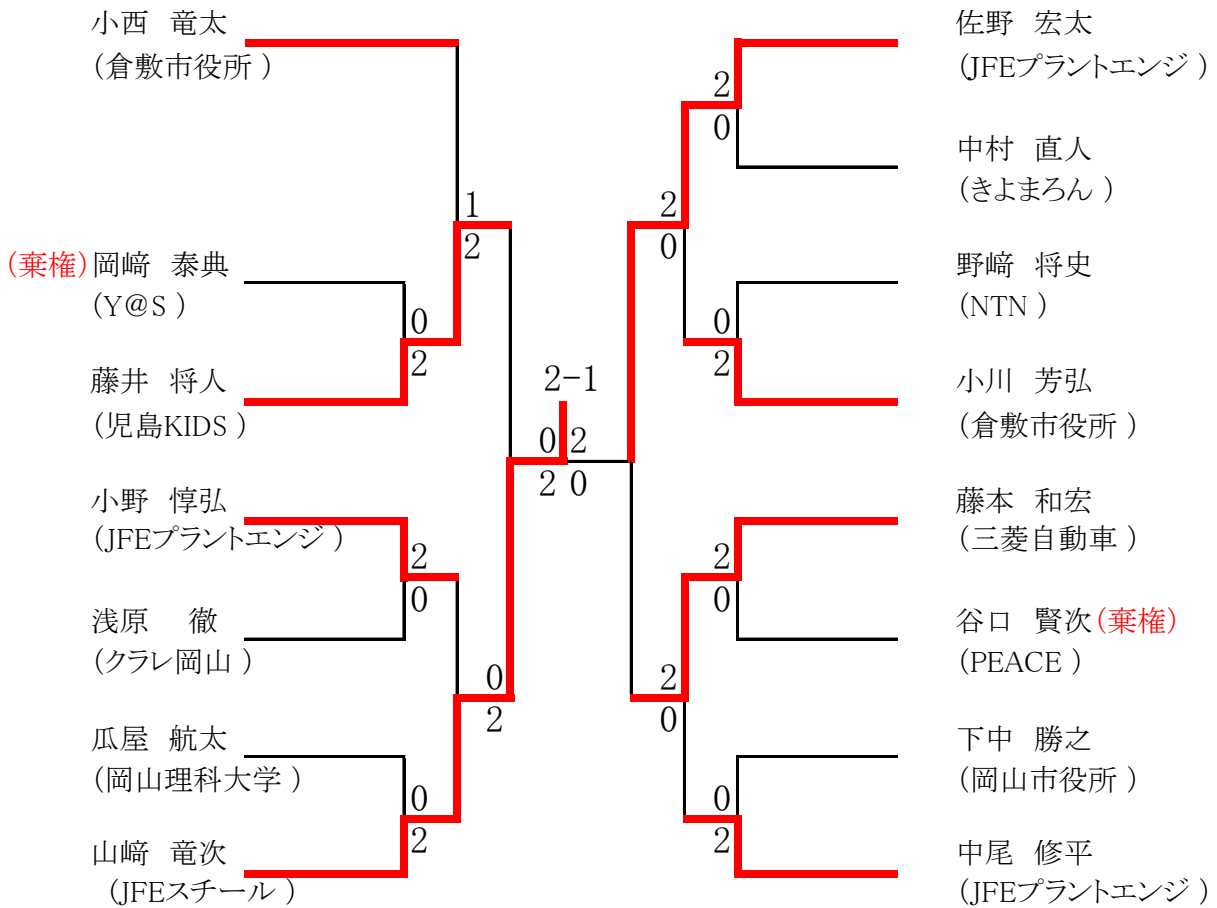 小西 竜太
(倉敷市役所 )
(棄権)岡﨑 泰典
(Y@S )
藤井 将人
(児島KIDS )
小野 惇弘
(JFEプラントエンジ )
浅原 徹
(クラレ岡山 )
瓜屋 航太
(岡山理科大学 )
山﨑 竜次
(JFEスチール )
1
2
0
2
2
0
0
2
0
2
2-1
0 2
2 0
2
0
2
0
0
2
2
0
2
0
0
2
佐野 宏太
(JFEプラントエンジ )
中村 直人
(きよまろん )
野﨑 将史
(NTN )
小川 芳弘
(倉敷市役所 )
藤本 和宏
(三菱自動車 )
谷口 賢次(棄権)
(PEACE )
下中 勝之
(岡山市役所 )
中尾 修平
(JFEプラントエンジ )